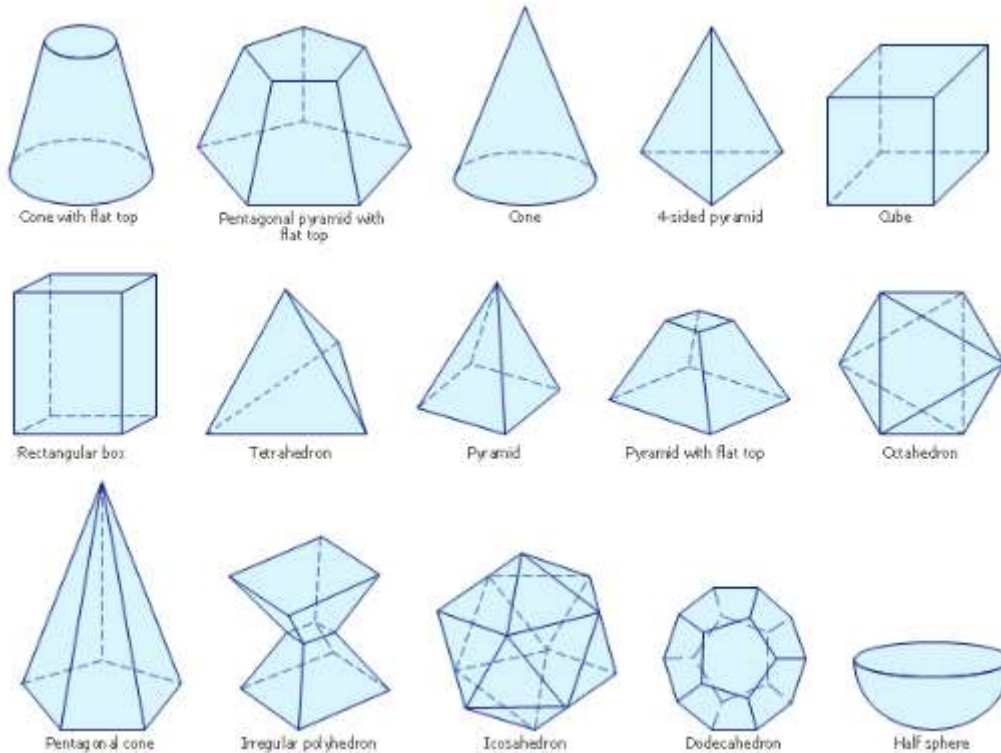 Cone with flat top
Pentagonal pyramid with
flat top
Cone
4-sided pyramid
Cube
Rectangular box
Tetrahedron
Pyramid
Pyramid with flat top
Octahedron
Pentagonal cone
Irregular polyhedron
Icosahedron
Dodecahedron
Half sphere